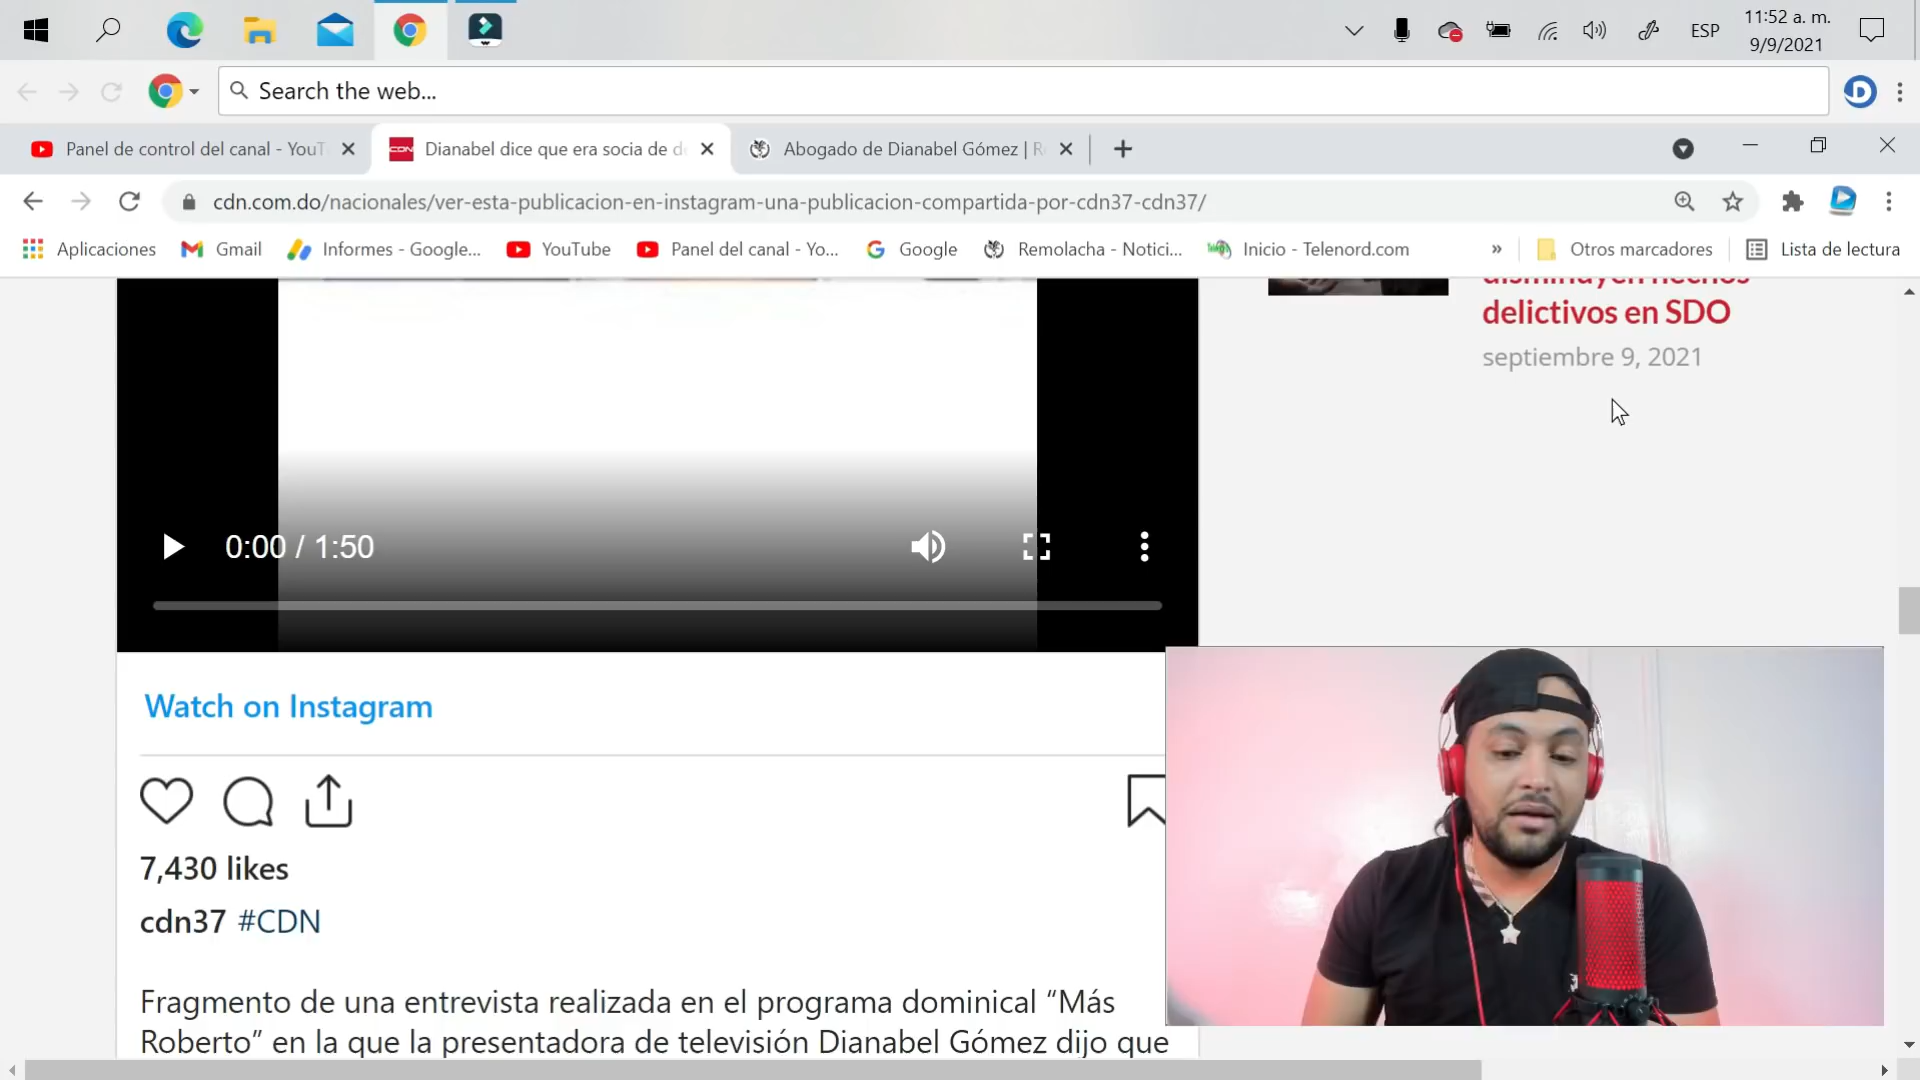 ESP
11:52 a. m.
9/9/2021
Search the web...
Panel de control del canal - YouT
Dianabel dice que era socia de d
Abogado de Dianabel Gómez | R
cdn.com.do/nacionales/ver-esta-publicacion-en-instagram-una-publicacion-compartida-por-cdn37-cdn37/
Aplicaciones
Gmail
Informes - Google...
YouTube
Panel del canal - Yo...
Google
Remolacha - Notici...
Inicio - Telenord.com
»
Otros marcadores
Lista de lectura
disminuyen hechos
delictivos en SDO
septiembre 9, 2021
0:00 / 1:50
Watch on Instagram
7,430 likes
cdn37 #CDN
Fragmento de una entrevista realizada en el programa dominical “Más
Roberto” en la que la presentadora de televisión Dianabel Gómez dijo que